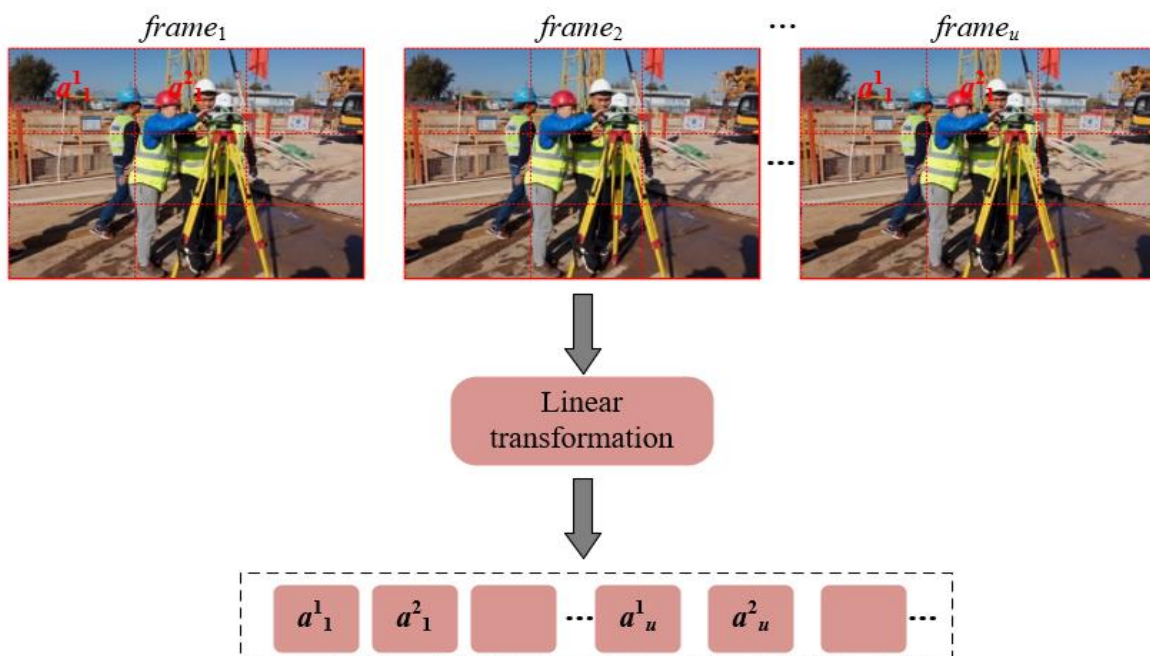 frame₁ frame₂ ... frameᵤ
a¹₁ a²₁ a¹₁ a²₁
...
Linear
transformation
a¹₁ a²₁ ... a¹ᵤ a²ᵤ ...